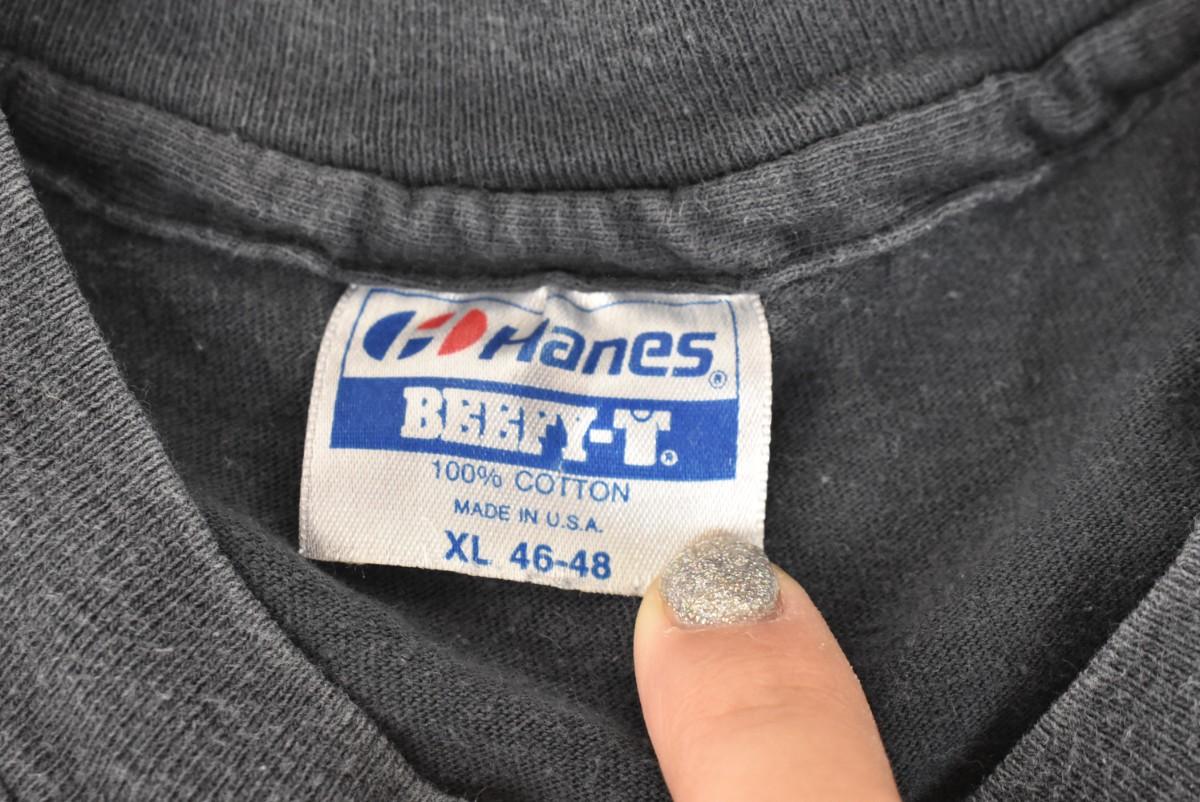 Hanes®
BEEFY-T®
100% COTTON
MADE IN U.S.A.
XL 46-48